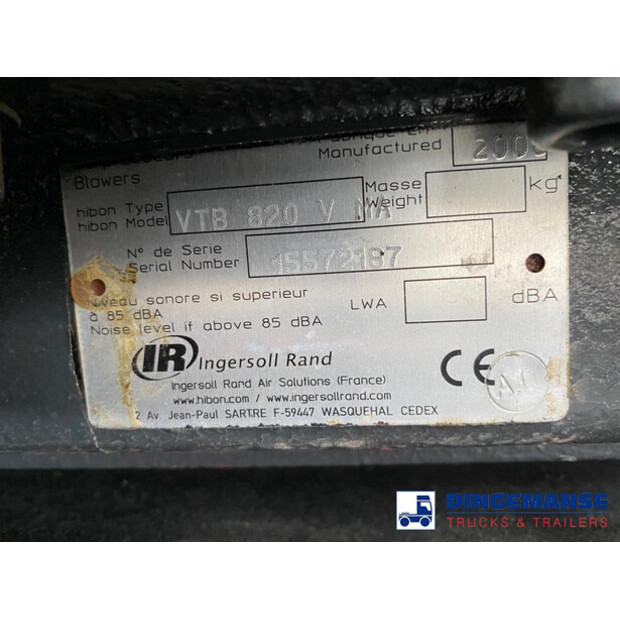 Manufactured
Blowers
hibon Type
hibon Model
VTB 820 V MA
Masse
Weight
kg
N° de Serie
Serial Number
15572187
Niveau sonore si superieur
à 85 dBA
Noise level if above 85 dBA
LWA
dBA
IR Ingersoll Rand
CE
Ingersoll Rand Air Solutions (France)
www.hibon.com / www.ingersollrand.com
2 Av. Jean-Paul SARTRE F-59447 WASQUEHAL CEDEX
DINGEMANSE
TRUCKS & TRAILERS